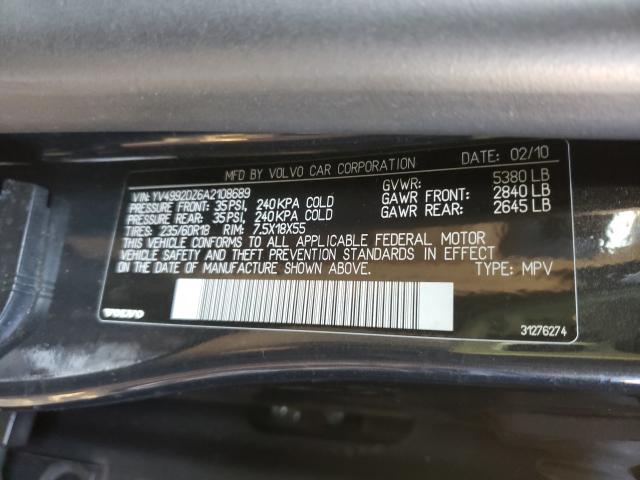 MFD BY VOLVO CAR CORPORATION DATE 02/10
VIN: YV4992DZ6A2108689
PRESSURE FRONT: 35PSI, 240KPA COLD
PRESSURE REAR: 35PSI, 240 KPA COLD
TIRES: 235/60R18 RIM: 7,5X18X55
GVWR: 5380 LB
GAWR FRONT: 2840 LB
GAWR REAR: 2645 LB
THIS VEHICLE CONFORMS TO ALL APPLICABLE FEDERAL MOTOR
VEHICLE SAFETY AND THEFT PREVENTION STANDARDS IN EFFECT
ON THE DATE OF MANUFACTURE SHOWN ABOVE. TYPE: MPV
VOLVO
31276274